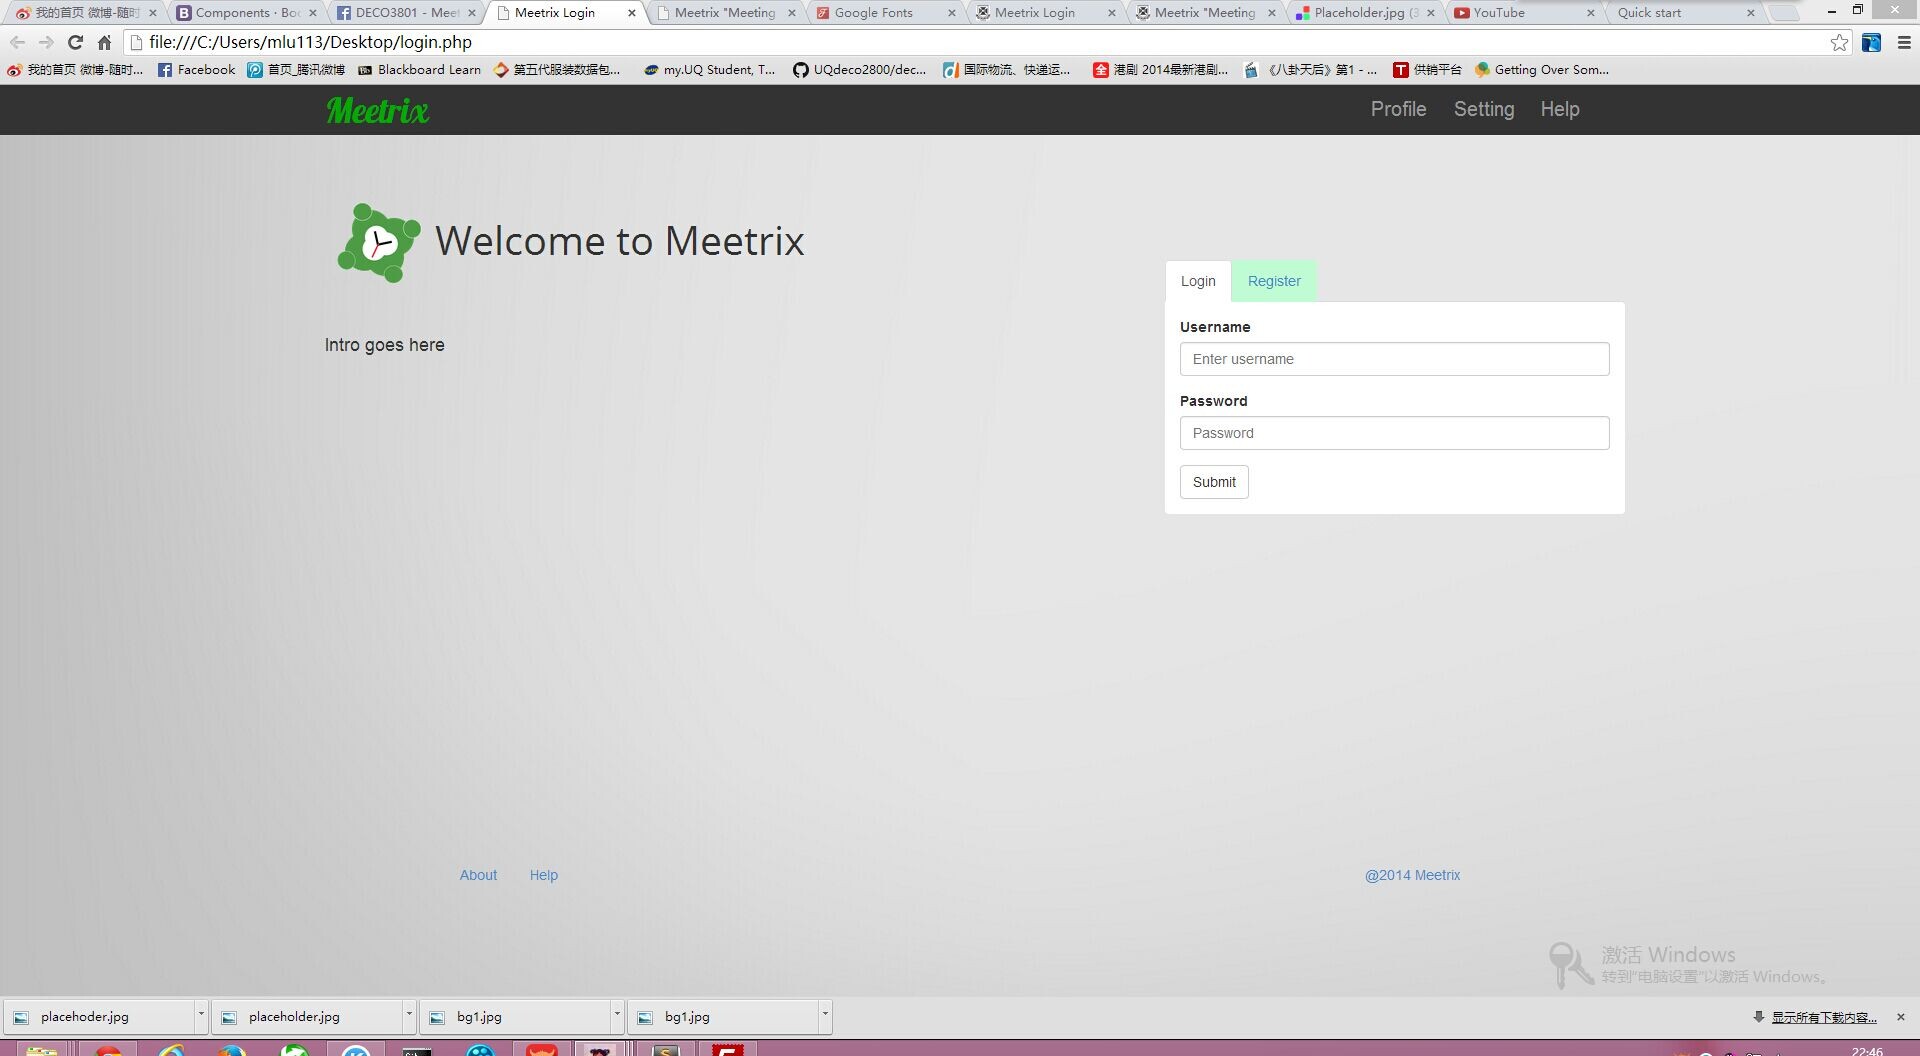 我的首页 微博-随时
Components · Boo
DECO3801 - Meet
Meetrix Login
Meetrix "Meeting
Google Fonts
Meetrix Login
Meetrix "Meeting
Placeholder.jpg (3
YouTube
Quick start
file:///C:/Users/mlu113/Desktop/login.php
我的首页 微博-随时...
Facebook
首页_腾讯微博
Blackboard Learn
第五代服装数据包...
my.UQ Student, T...
UQdeco2800/dec...
国际物流、快递运...
港剧 2014最新港剧...
《八卦天后》第1 - ...
供销平台
Getting Over Som...
Meetrix
Profile
Setting
Help
Welcome to Meetrix
Intro goes here
Login
Register
Username
Enter username
Password
Password
Submit
About
Help
@2014 Meetrix
激活 Windows
转到"电脑设置"以激活 Windows。
placehoder.jpg
placeholder.jpg
bg1.jpg
bg1.jpg
显示所有下载内容...
22:46